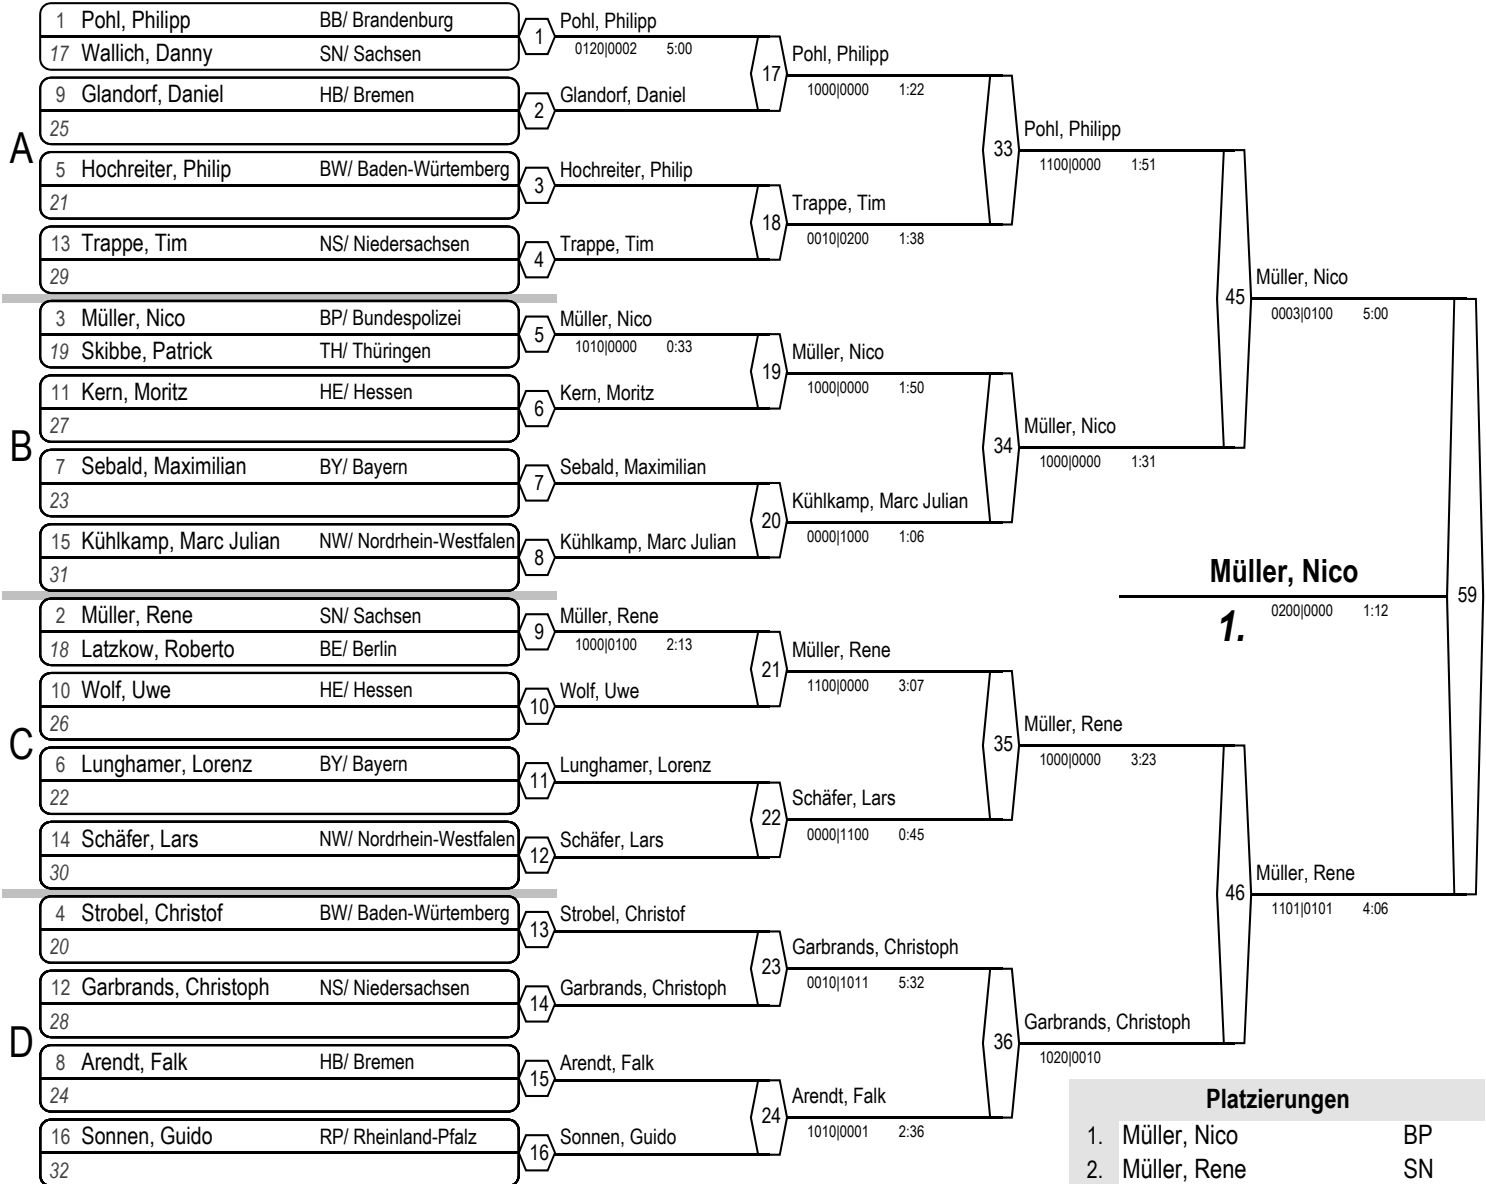 A
1 Pohl, Philipp BB/ Brandenburg
17 Wallich, Danny SN/ Sachsen
9 Glandorf, Daniel HB/ Bremen
25
5 Hochreiter, Philip BW/ Baden-Würtemberg
21
13 Trappe, Tim NS/ Niedersachsen
29
B
3 Müller, Nico BP/ Bundespolizei
19 Skibbe, Patrick TH/ Thüringen
11 Kern, Moritz HE/ Hessen
27
7 Sebald, Maximilian BY/ Bayern
23
15 Kühlkamp, Marc Julian NW/ Nordrhein-Westfalen
31
C
2 Müller, Rene SN/ Sachsen
18 Latzkow, Roberto BE/ Berlin
10 Wolf, Uwe HE/ Hessen
26
6 Lunghamer, Lorenz BY/ Bayern
22
14 Schäfer, Lars NW/ Nordrhein-Westfalen
30
D
4 Strobel, Christof BW/ Baden-Würtemberg
20
12 Garbrands, Christoph NS/ Niedersachsen
28
8 Arendt, Falk HB/ Bremen
24
16 Sonnen, Guido RP/ Rheinland-Pfalz
32
1 Pohl, Philipp
0120|0002 5:00
2 Glandorf, Daniel
3 Hochreiter, Philip
4 Trappe, Tim
5 Müller, Nico
1010|0000 0:33
6 Kern, Moritz
7 Sebald, Maximilian
8 Kühlkamp, Marc Julian
9 Müller, Rene
1000|0100 2:13
10 Wolf, Uwe
11 Lunghamer, Lorenz
12 Schäfer, Lars
13 Strobel, Christof
14 Garbrands, Christoph
15 Arendt, Falk
16 Sonnen, Guido
17 Pohl, Philipp
1000|0000 1:22
18 Trappe, Tim
0010|0200 1:38
19 Müller, Nico
1000|0000 1:50
20 Kühlkamp, Marc Julian
0000|1000 1:06
21 Müller, Rene
1100|0000 3:07
22 Schäfer, Lars
0000|1100 0:45
23 Garbrands, Christoph
0010|1011 5:32
24 Arendt, Falk
1010|0001 2:36
33 Pohl, Philipp
1100|0000 1:51
34 Müller, Nico
1000|0000 1:31
35 Müller, Rene
1000|0000 3:23
36 Garbrands, Christoph
1020|0010
45 Müller, Nico
0003|0100 5:00
46 Müller, Rene
1101|0101 4:06
59
Müller, Nico
1. 0200|0000 1:12
Platzierungen
1. Müller, Nico BP
2. Müller, Rene SN